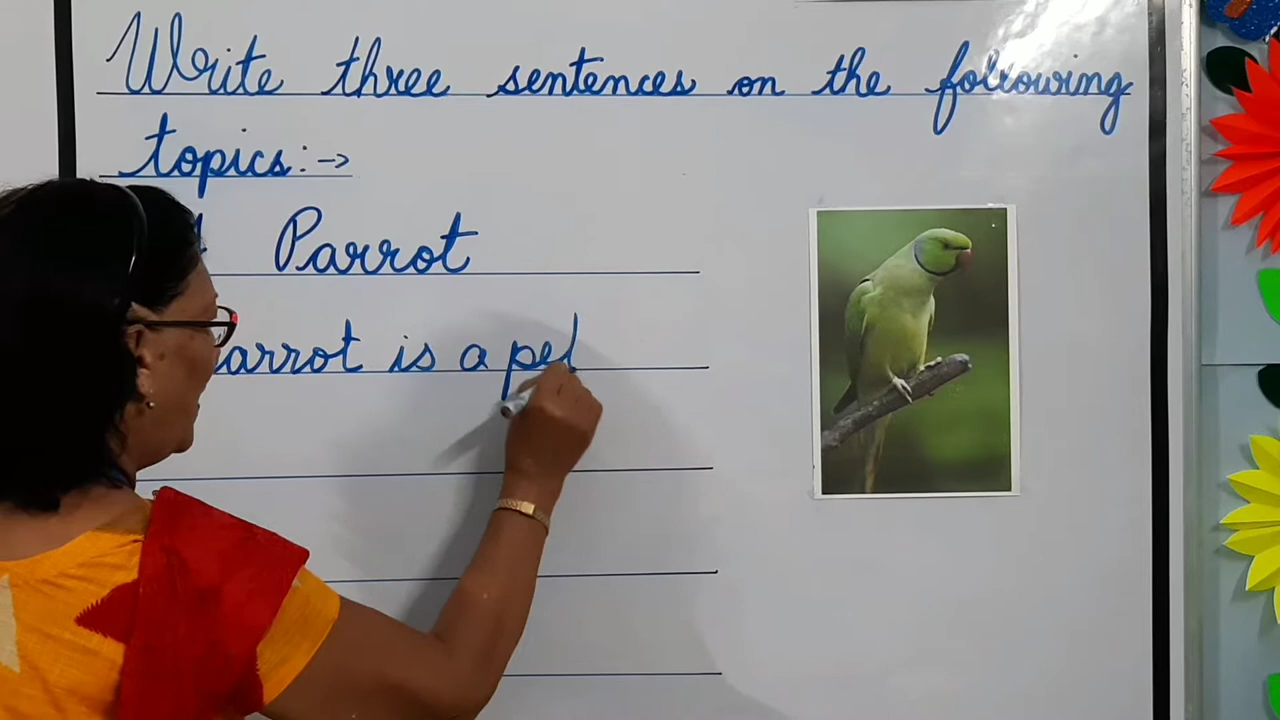 Write three sentences on the following
topics:->
Parrot
arrot is a pet